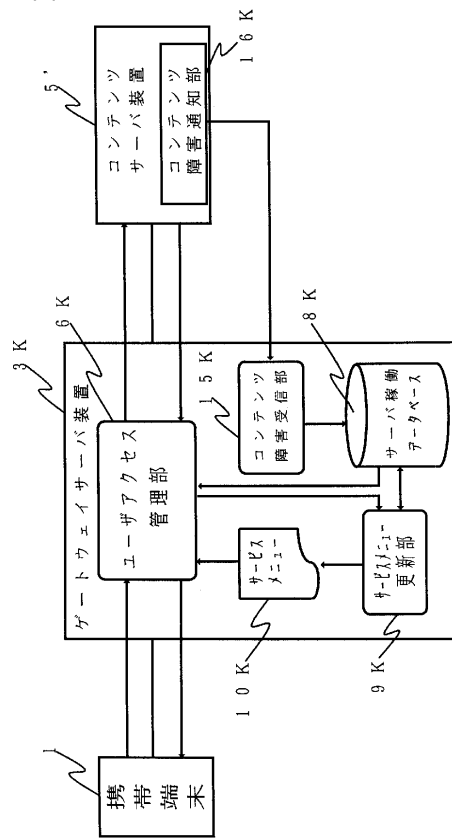 携帯端末
1
ゲートウェイサーバ装置
3K
ユーザアクセス
管理部
6K
サービス
メニュー
10K
サービスメニュー
更新部
9K
コンテンツ
障害受信部
15K
サーバ稼働
データベース
8K
コンテンツ
サーバ装置
5'
コンテンツ
障害通知部
16K